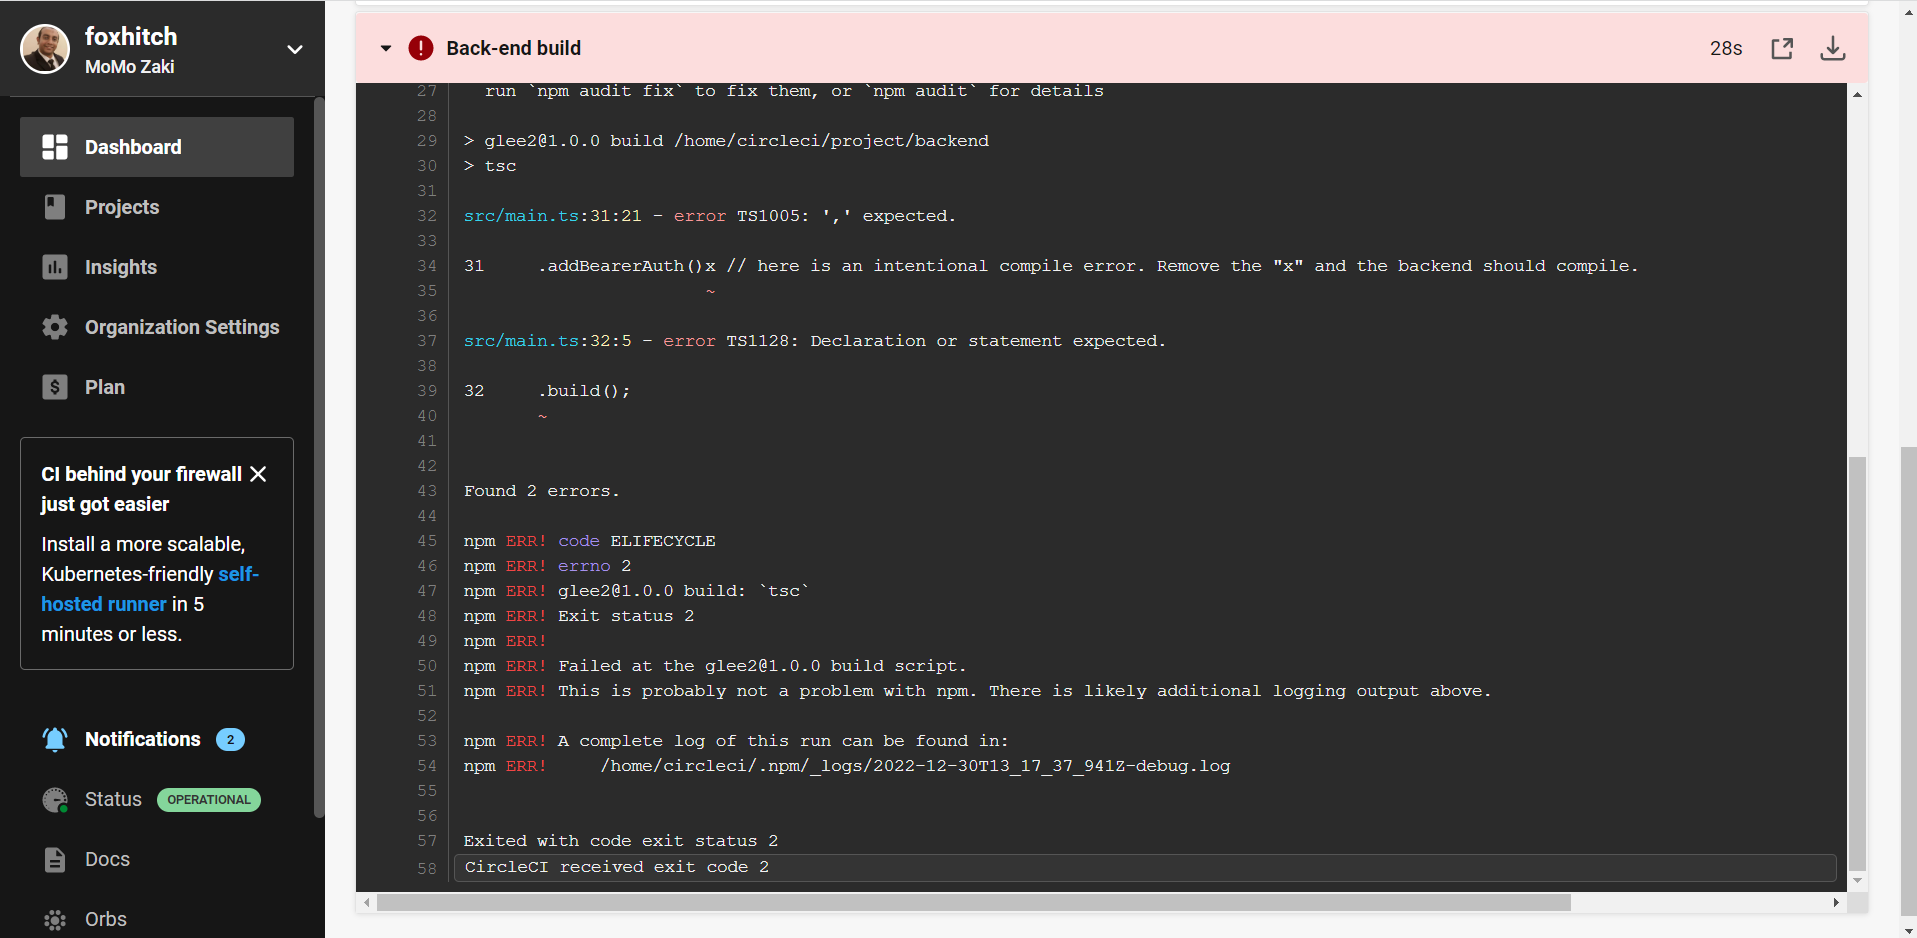 foxhitch
MoMo Zaki
Dashboard
Projects
Insights
Organization Settings
Plan
CI behind your firewall
just got easier
Install a more scalable,
Kubernetes-friendly self-
hosted runner in 5
minutes or less.
Notifications 2
Status OPERATIONAL
Docs
Orbs
Back-end build 28s
27 run `npm audit fix` to fix them, or `npm audit` for details
28
29 > glee2@1.0.0 build /home/circleci/project/backend
30 > tsc
31
32 src/main.ts:31:21 - error TS1005: ',' expected.
33
34 31     .addBearerAuth()x // here is an intentional compile error. Remove the "x" and the backend should compile.
35 ~
36
37 src/main.ts:32:5 - error TS1128: Declaration or statement expected.
38
39 32     .build();
40 ~
41
42
43 Found 2 errors.
44
45 npm ERR! code ELIFECYCLE
46 npm ERR! errno 2
47 npm ERR! glee2@1.0.0 build: `tsc`
48 npm ERR! Exit status 2
49 npm ERR!
50 npm ERR! Failed at the glee2@1.0.0 build script.
51 npm ERR! This is probably not a problem with npm. There is likely additional logging output above.
52
53 npm ERR! A complete log of this run can be found in:
54 npm ERR!     /home/circleci/.npm/_logs/2022-12-30T13_17_37_941Z-debug.log
55
56
57 Exited with code exit status 2
58 CircleCI received exit code 2